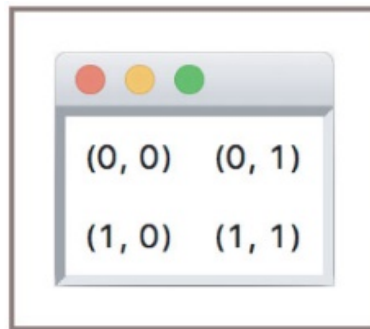 (0, 0) (0, 1)
(1, 0) (1, 1)